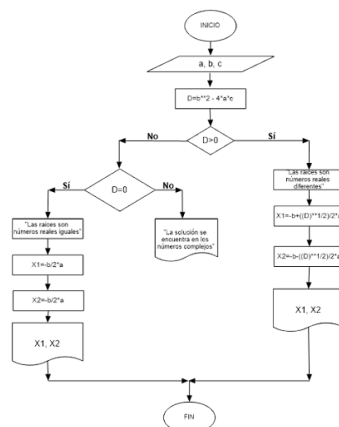 INICIO
a, b, c
D=b**2 - 4*a*c
D>0
No
Sí
D=0
Sí
No
"Las raíces son
números reales iguales"
X1=-b/2*a
X2=-b/2*a
X1, X2
"La solución se
encuentra en los
números complejos"
"Las raíces son
números reales
diferentes"
X1=-b+((D)**1/2)/2*a
X2=-b-((D)**1/2)/2*a
X1, X2
FIN